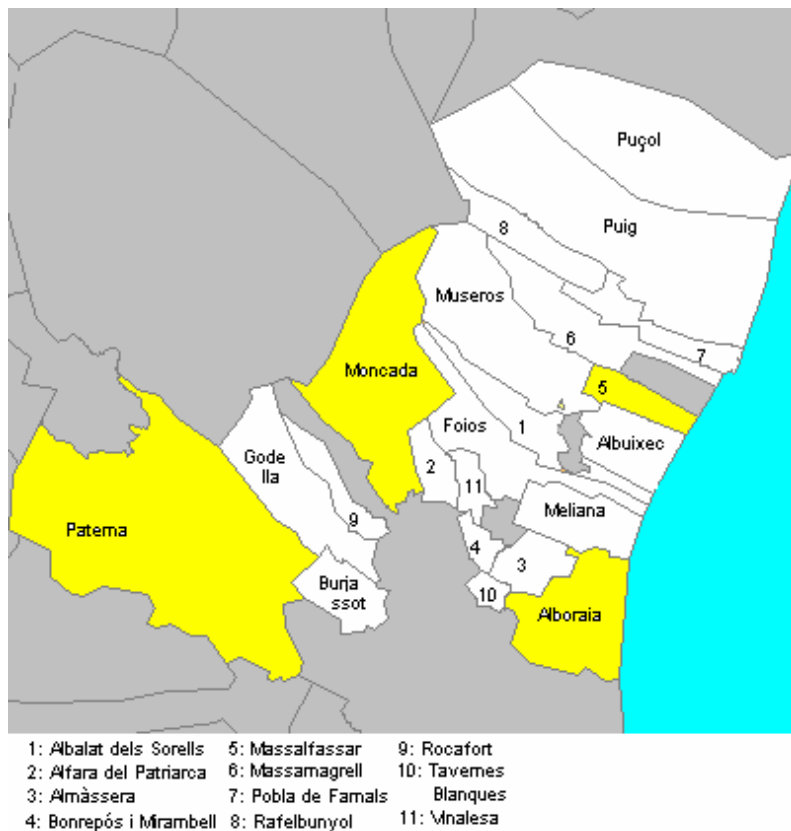 Puçol
Puig
8
Museros
6
7
Moncada
5
4
1
Foios
Albuixec
Gode
lla
2
11
9
Meliana
Paterna
4
3
Burja
ssot
10
Alboraia
1: Albalat dels Sorells
2: Alfara del Patriarca
3: Almàssera
4: Bonrepós i Mirambell
5: Massalfassar
6: Massamagrell
7: Pobla de Farnals
8: Rafelbunyol
9: Rocafort
10: Tavernes
Blanques
11: Vinalesa